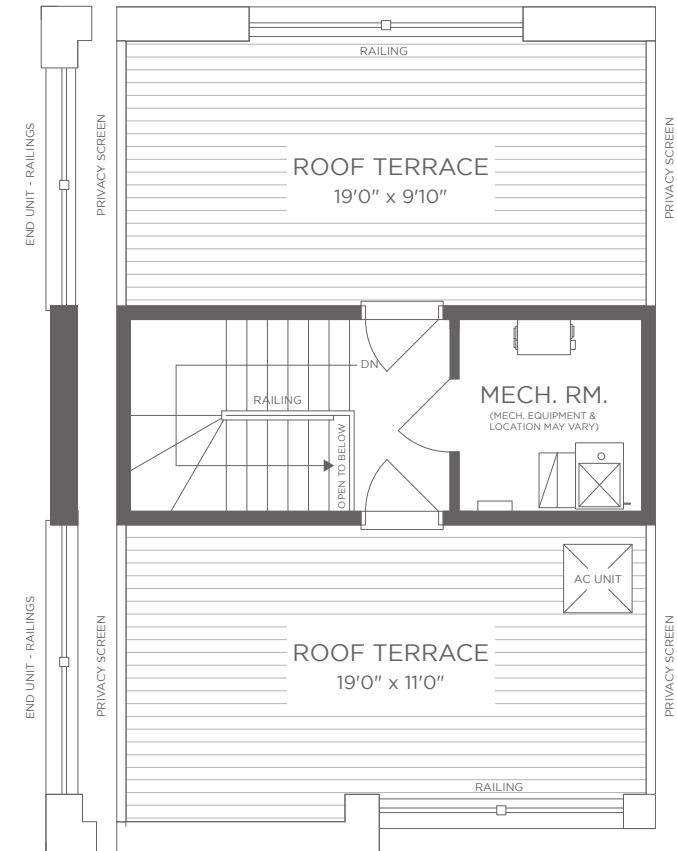 RAILING
END UNIT - RAILINGS
PRIVACY SCREEN
PRIVACY SCREEN
ROOF TERRACE
19'0" x 9'10"
DN
RAILING
OPEN TO BELOW
MECH. RM.
(MECH. EQUIPMENT &
LOCATION MAY VARY)
AC UNIT
END UNIT - RAILINGS
PRIVACY SCREEN
PRIVACY SCREEN
ROOF TERRACE
19'0" x 11'0"
RAILING